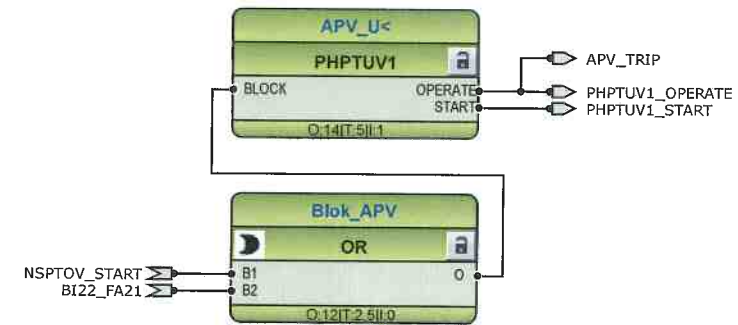 APV_U<
PHPTUV1
BLOCK
OPERATE
START
O:14|T:5|I:1
APV_TRIP
PHPTUV1_OPERATE
PHPTUV1_START
Blok_APV
OR
NSPTOV_START
BI22_FA21
B1
B2
O
O:12|T:2.5|I:0